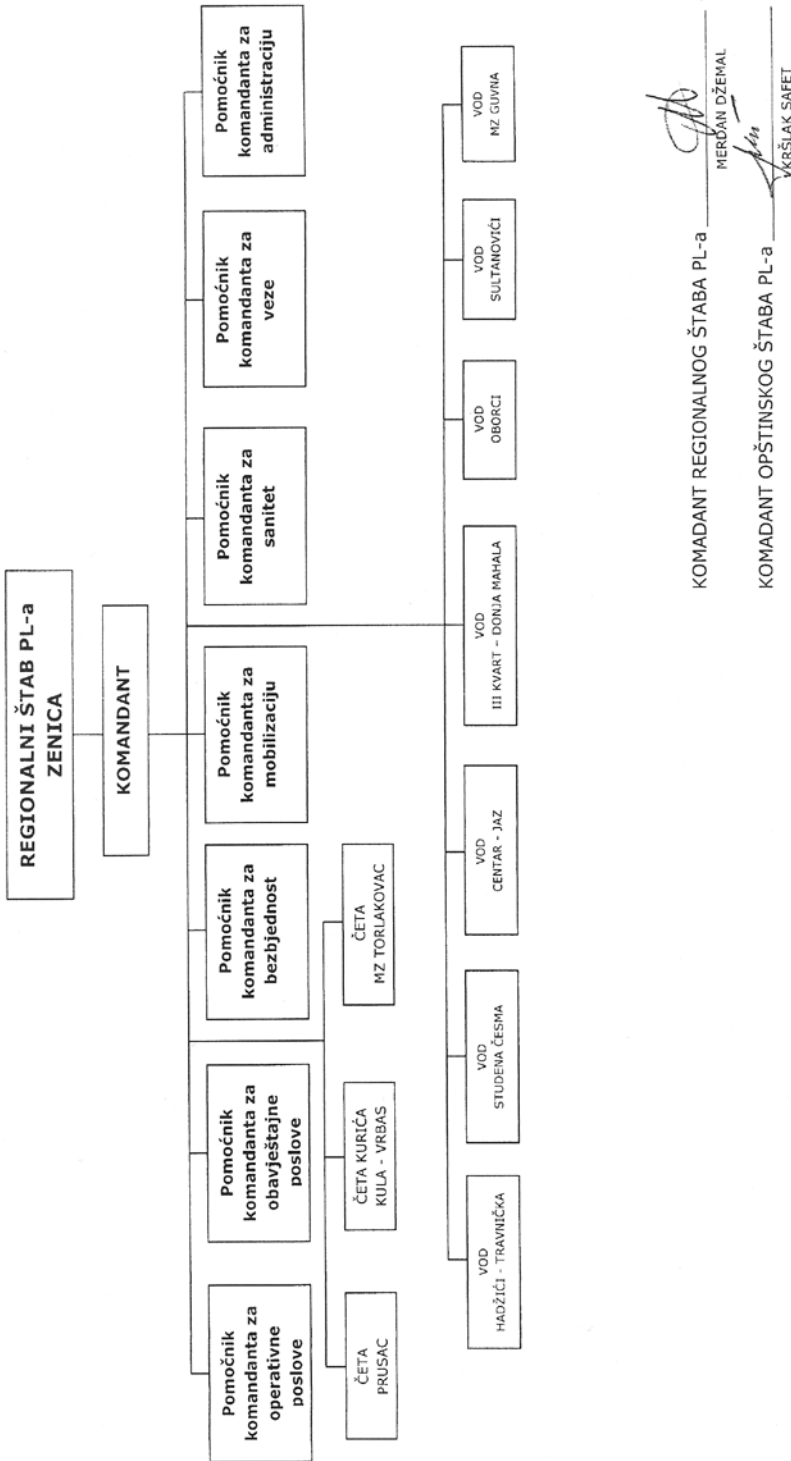 REGIONALNI ŠTAB PL-a
ZENICA
KOMANDANT
Pomočnik
komandanta za
operativne
poslove
Pomoćnik
komandanta za
obavještajne
poslove
Pomoćnik
komandanta za
bezbjednost
Pomoćnik
komandanta za
mobilizaciju
Pomoćnik
komandanta za
sanitet
Pomoćnik
komandanta za
veze
Pomoćnik
komandanta za
administraciju
ČETA
PRUSAC
ČETA KURIĆA
KULA - VRBAS
ČETA
MZ TORLAKOVAC
VOD
HADŽIĆI - TRAVNIČKA
VOD
STUDENA ČESMA
VOD
CENTAR - JAZ
VOD
III KVART - DONJA MAHALA
VOD
OBORCI
VOD
SULTANOVIĆI
VOD
MZ GUVNA
KOMADANT REGIONALNOG ŠTABA PL-a
MERDAN DŽEMAL
KOMADANT OPŠTINSKOG ŠTABA PL-a
KRŠLAK SAFET